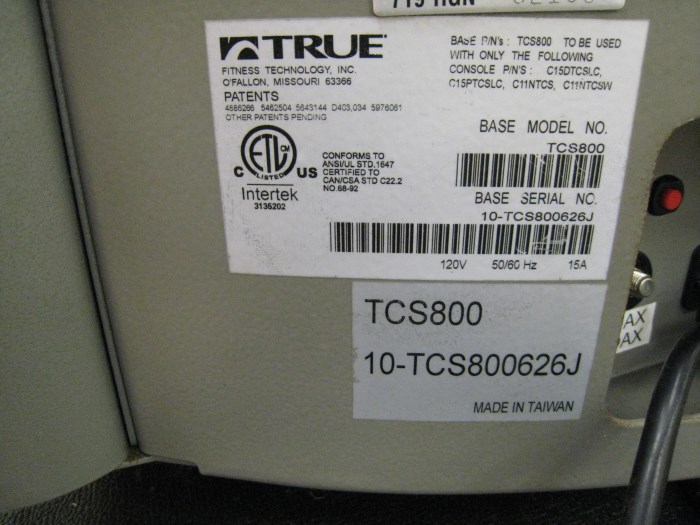 TRUE
FITNESS TECHNOLOGY, INC.
O'FALLON, MISSOURI 63366
PATENTS
4886266 5462504 5643144 D403,034 5976061
OTHER PATENTS PENDING
BASE P/N's : TCS800 TO BE USED
WITH ONLY THE FOLLOWING
CONSOLE P/N'S : C15DTCSLC,
C15PTCSLC, C11NTCS, C11NTCSW
BASE MODEL NO.
TCS800
C ETL CM LISTED US
Intertek
3135202
CONFORMS TO
ANSI/UL STD.1647
CERTIFIED TO
CAN/CSA STD C22.2
NO.68-92
BASE SERIAL NO.
10-TCS800626J
120V 50/60 Hz 15A
TCS800
10-TCS800626J
MADE IN TAIWAN